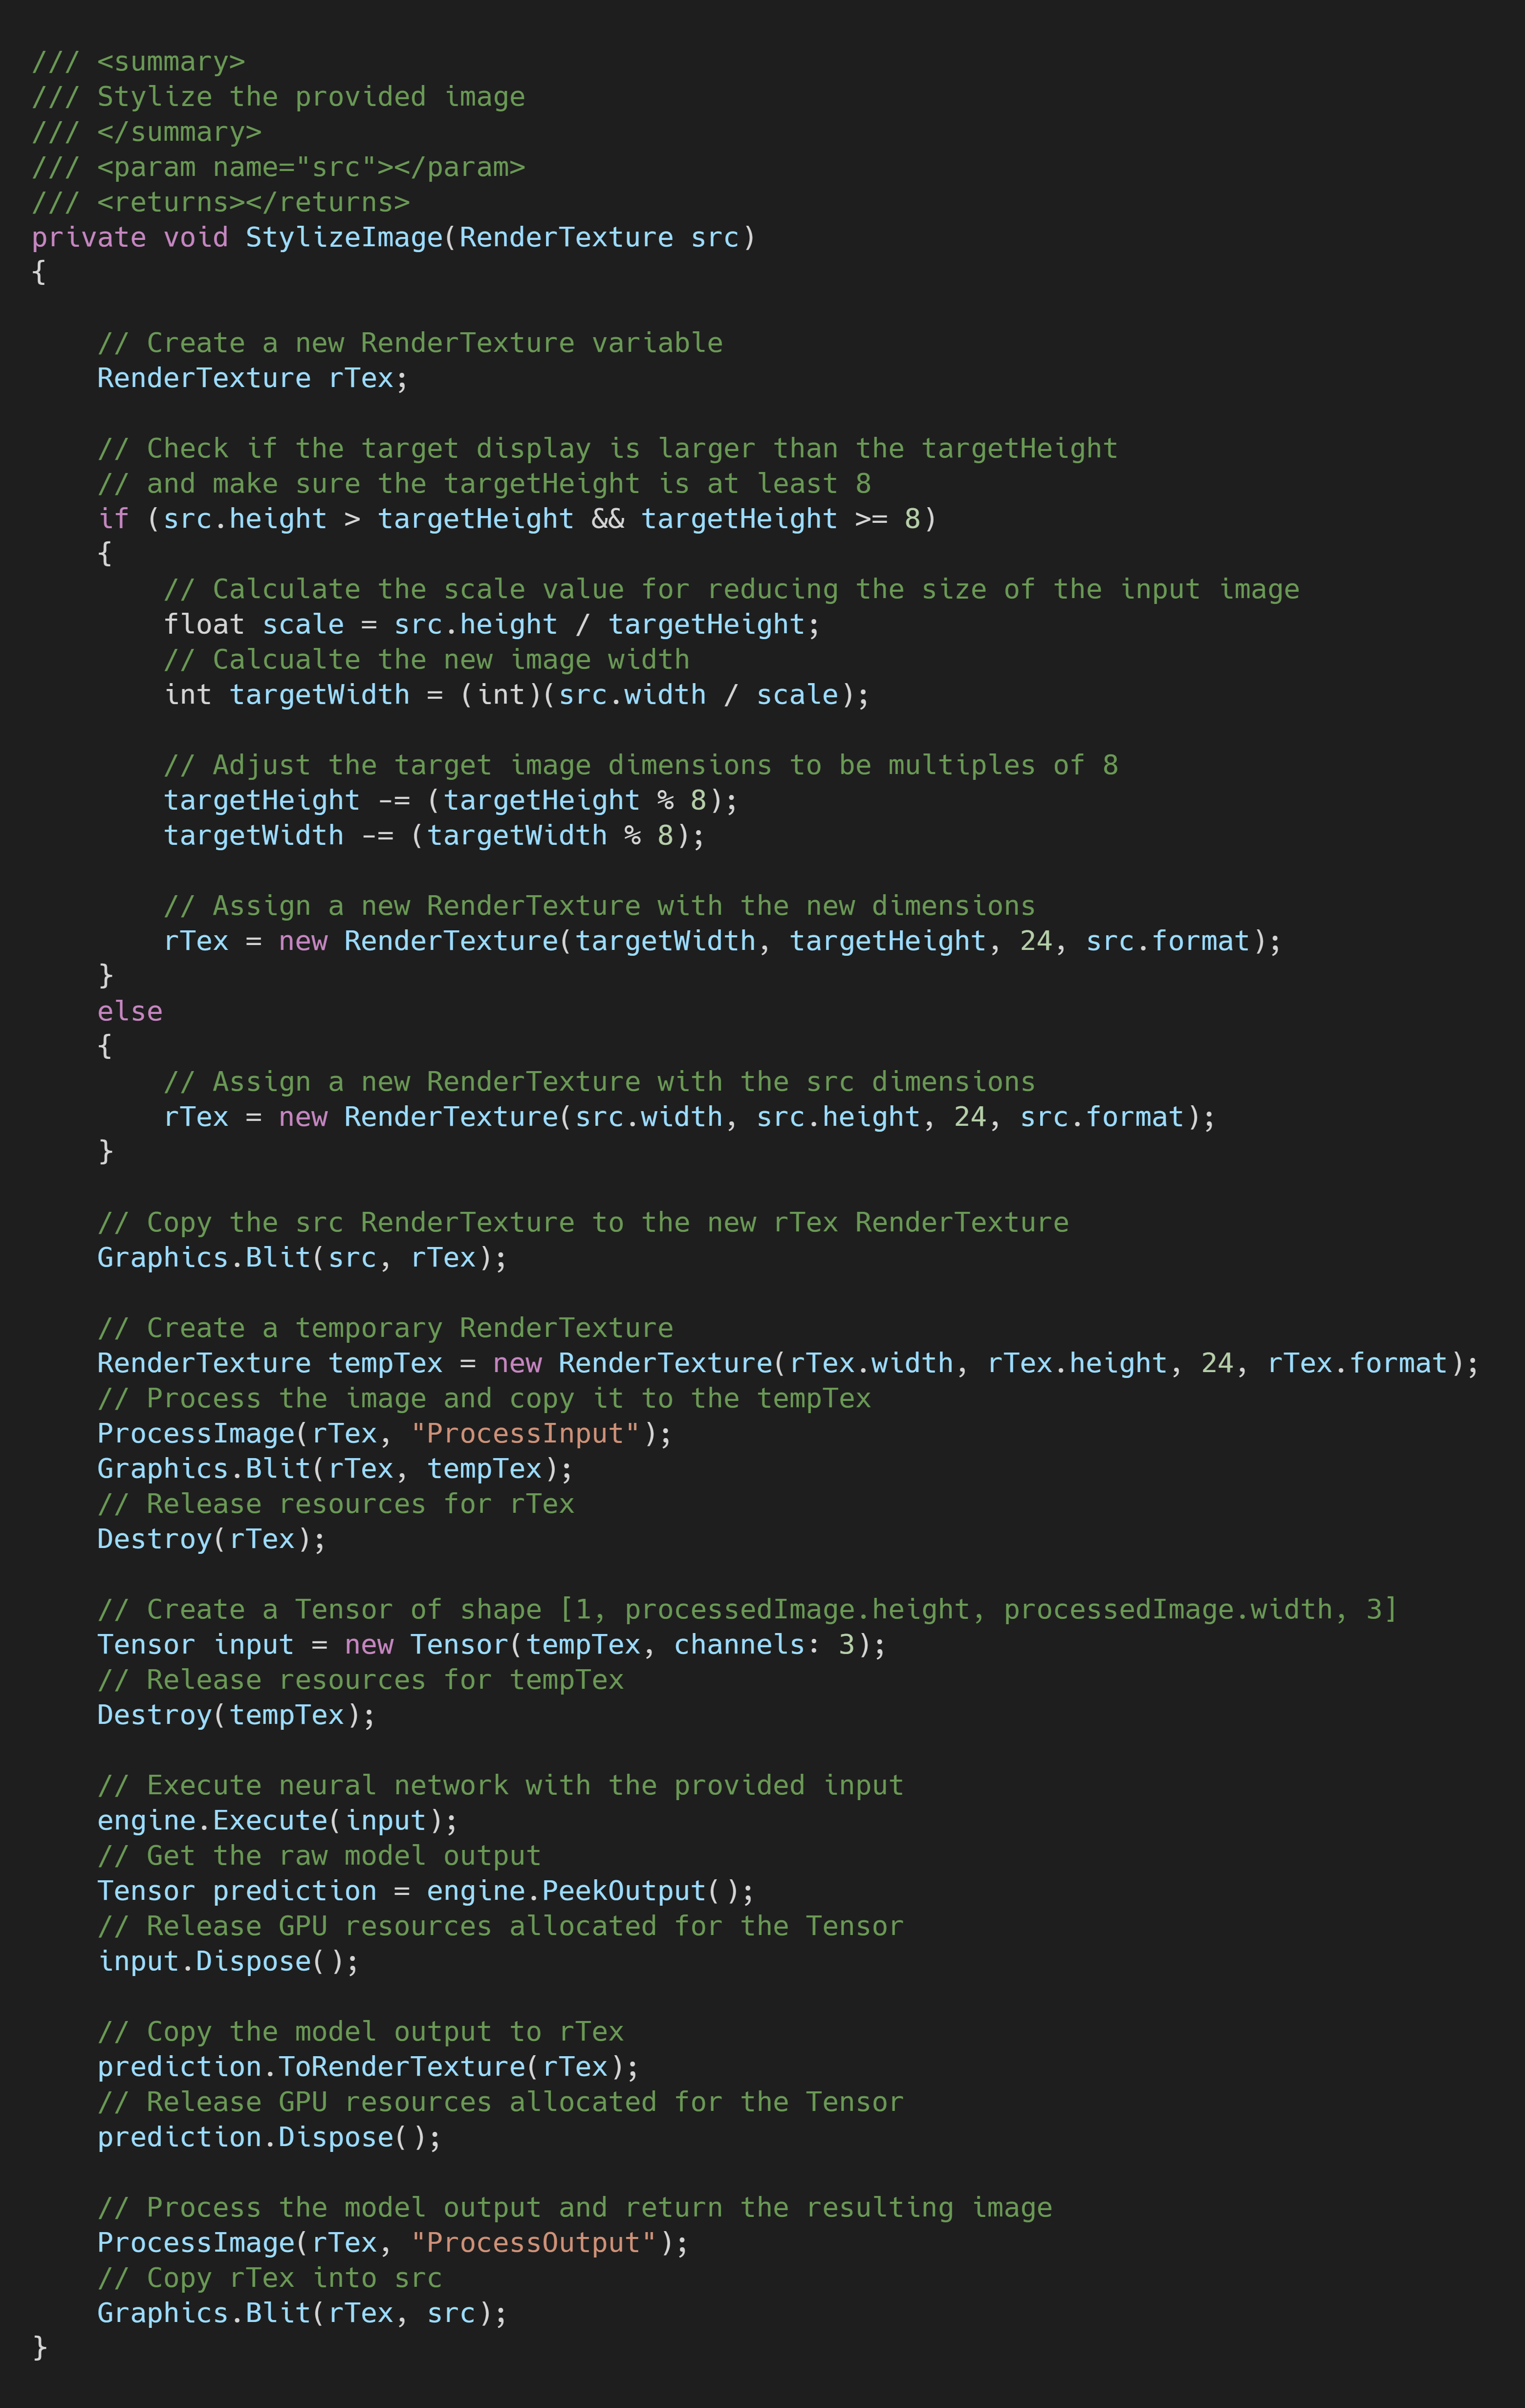 /// <summary>
/// Stylize the provided image
/// </summary>
/// <param name="src"></param>
/// <returns></returns>
private void StylizeImage(RenderTexture src)
{
    // Create a new RenderTexture variable
    RenderTexture rTex;
    // Check if the target display is larger than the targetHeight
    // and make sure the targetHeight is at least 8
    if (src.height > targetHeight && targetHeight >= 8)
    {
        // Calculate the scale value for reducing the size of the input image
        float scale = src.height / targetHeight;
        // Calcualte the new image width
        int targetWidth = (int)(src.width / scale);
        // Adjust the target image dimensions to be multiples of 8
        targetHeight -= (targetHeight % 8);
        targetWidth -= (targetWidth % 8);
        // Assign a new RenderTexture with the new dimensions
        rTex = new RenderTexture(targetWidth, targetHeight, 24, src.format);
    }
    else
    {
        // Assign a new RenderTexture with the src dimensions
        rTex = new RenderTexture(src.width, src.height, 24, src.format);
    }
    // Copy the src RenderTexture to the new rTex RenderTexture
    Graphics.Blit(src, rTex);
    // Create a temporary RenderTexture
    RenderTexture tempTex = new RenderTexture(rTex.width, rTex.height, 24, rTex.format);
    // Process the image and copy it to the tempTex
    ProcessImage(rTex, "ProcessInput");
    Graphics.Blit(rTex, tempTex);
    // Release resources for rTex
    Destroy(rTex);
    // Create a Tensor of shape [1, processedImage.height, processedImage.width, 3]
    Tensor input = new Tensor(tempTex, channels: 3);
    // Release resources for tempTex
    Destroy(tempTex);
    // Execute neural network with the provided input
    engine.Execute(input);
    // Get the raw model output
    Tensor prediction = engine.PeekOutput();
    // Release GPU resources allocated for the Tensor
    input.Dispose();
    // Copy the model output to rTex
    prediction.ToRenderTexture(rTex);
    // Release GPU resources allocated for the Tensor
    prediction.Dispose();
    // Process the model output and return the resulting image
    ProcessImage(rTex, "ProcessOutput");
    // Copy rTex into src
    Graphics.Blit(rTex, src);
}